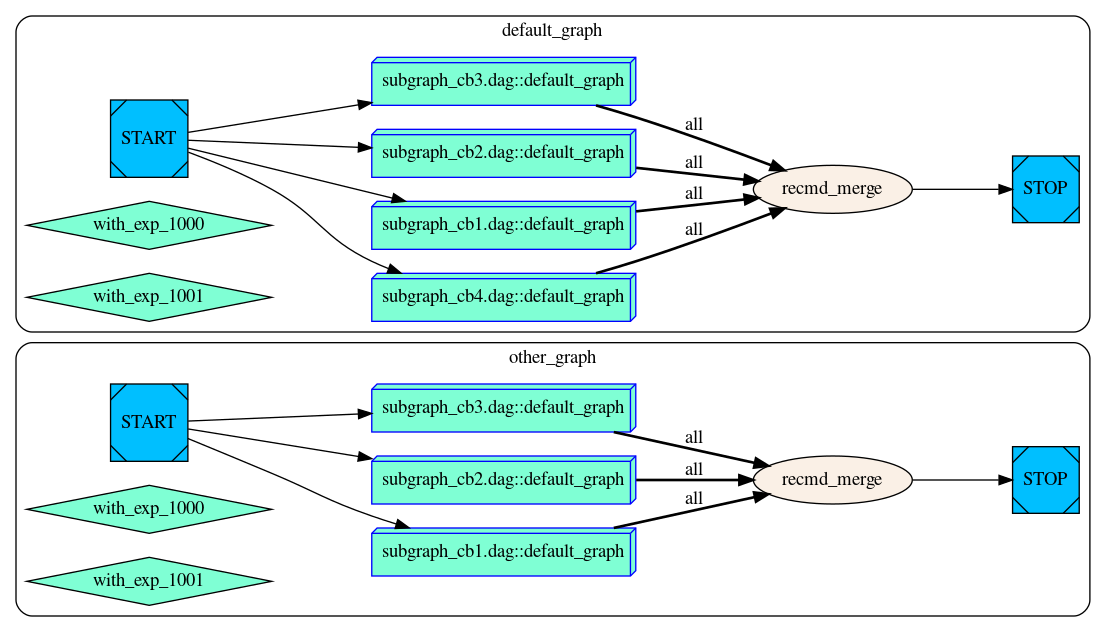 default_graph
subgraph_cb3.dag::default_graph
START
all
subgraph_cb2.dag::default_graph
all
recmd_merge
STOP
all
with_exp_1000
subgraph_cb1.dag::default_graph
all
with_exp_1001
subgraph_cb4.dag::default_graph
other_graph
subgraph_cb3.dag::default_graph
START
all
subgraph_cb2.dag::default_graph
all
recmd_merge
STOP
all
with_exp_1000
subgraph_cb1.dag::default_graph
with_exp_1001